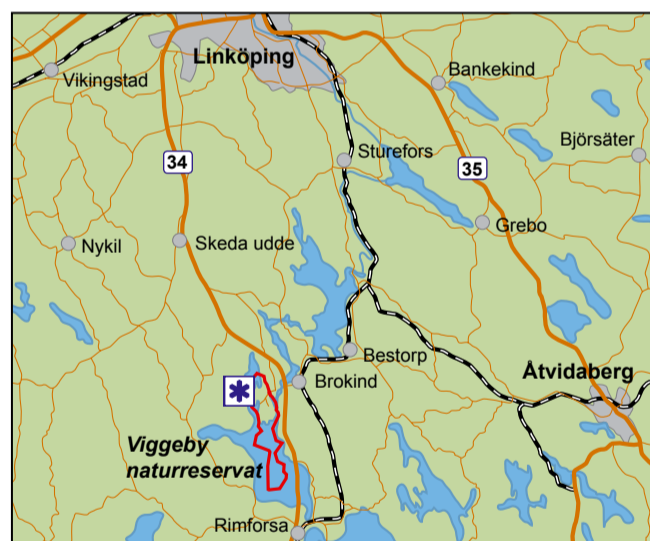 Linköping
Vikingstad
Bankekind
Björsäter
Sturefors
34
35
Grebo
Nykil
Skeda udde
Bestorp
Åtvidaberg
Brokind
Viggeby
naturreservat
Rimforsa